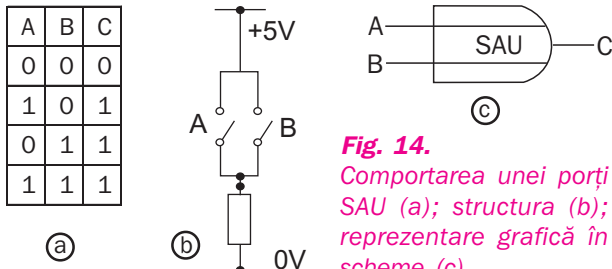 A B C
0 0 0
1 0 1
0 1 1
1 1 1
a
+5V
A
B
0V
b
A
B
SAU
C
c
Fig. 14.
Comportarea unei porți
SAU (a); structura (b);
reprezentare grafică în
scheme (c)